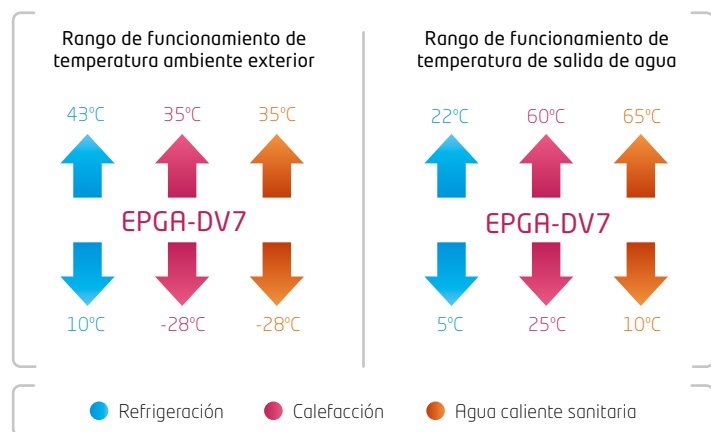 Rango de funcionamiento de
temperatura ambiente exterior
43ºC 35ºC 35ºC
EPGA-DV7
10ºC -28ºC -28ºC
Rango de funcionamiento de
temperatura de salida de agua
22ºC 60ºC 65ºC
EPGA-DV7
5ºC 25ºC 10ºC
Refrigeración Calefacción Agua caliente sanitaria